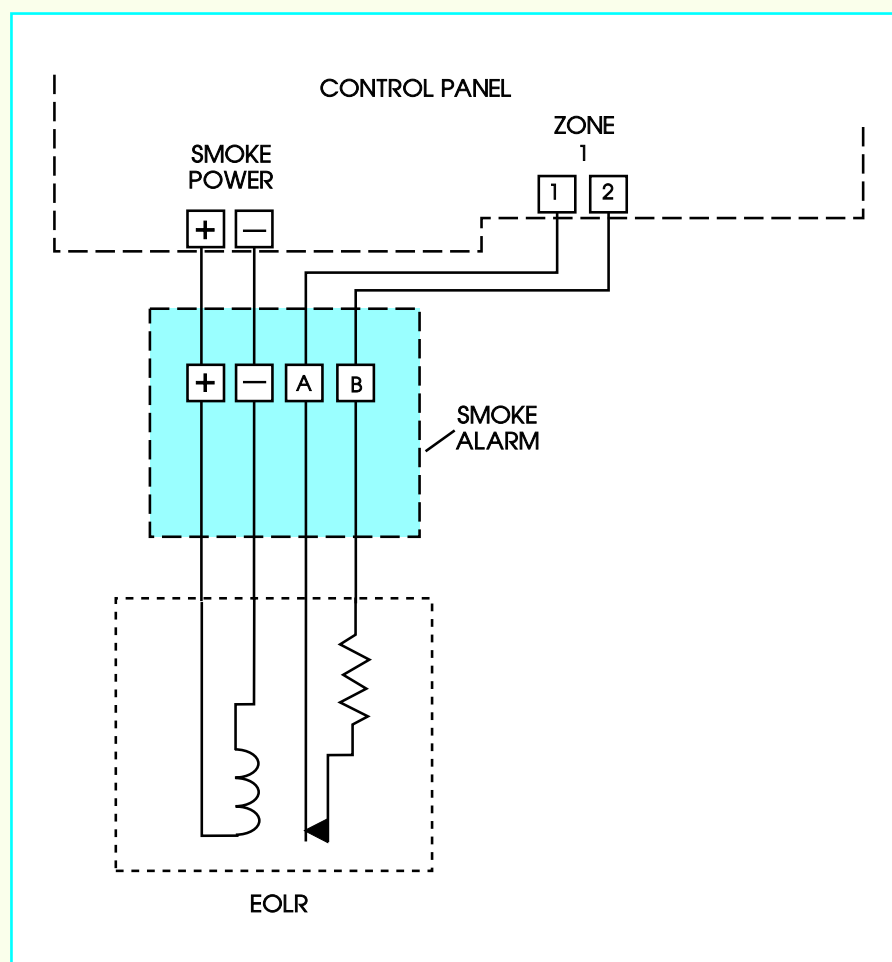 CONTROL PANEL
ZONE
1
SMOKE
POWER
1 2
+ —
+ — A B
SMOKE
ALARM
EOLR